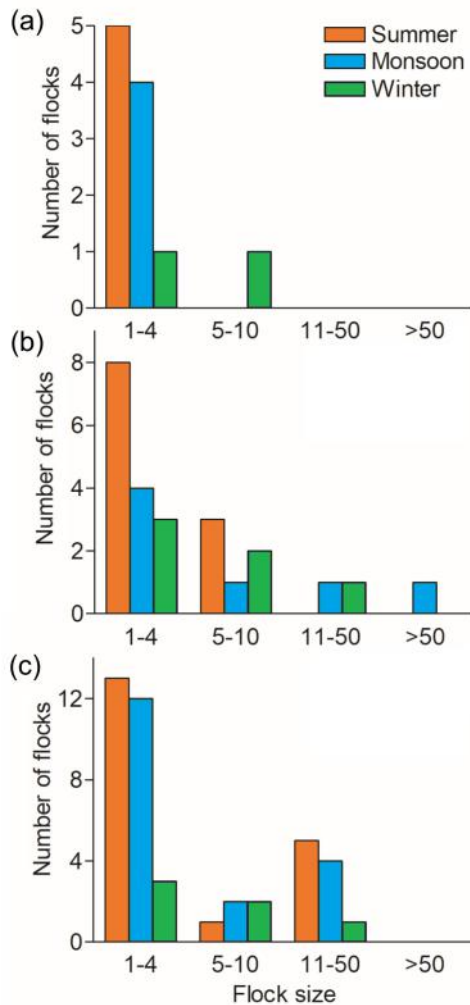 (a)
Number of flocks
5
4
3
2
1
0
Summer
Monsoon
Winter
1-4 5-10 11-50 >50
(b)
Number of flocks
8
6
4
2
0
1-4 5-10 11-50 >50
(c)
Number of flocks
12
8
4
0
1-4 5-10 11-50 >50
Flock size